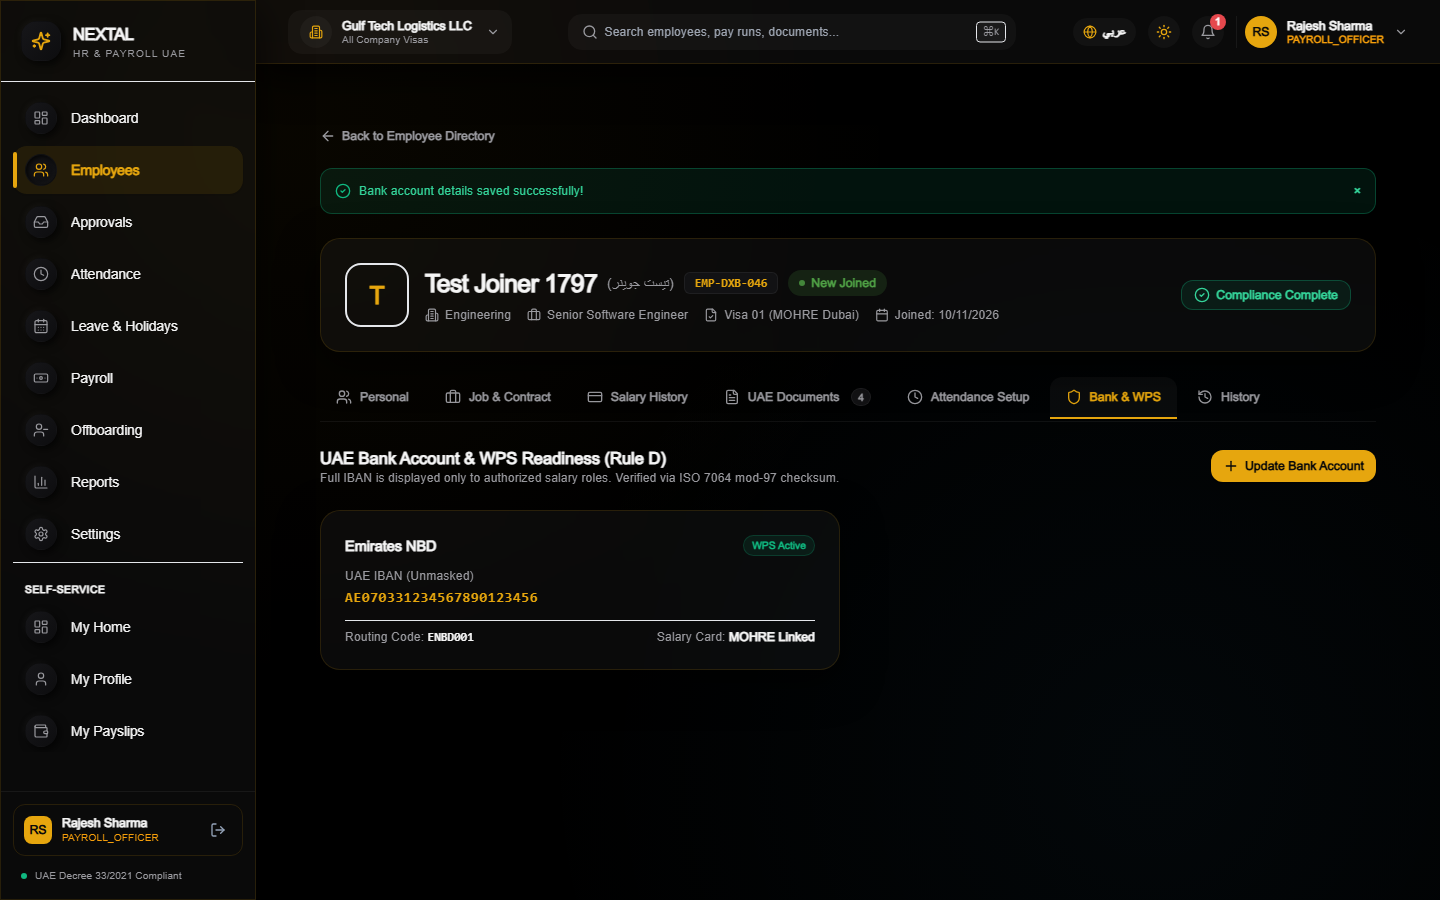 NEXTAL
HR & PAYROLL UAE
Dashboard
Employees
Approvals
Attendance
Leave & Holidays
Payroll
Offboarding
Reports
Settings
SELF-SERVICE
My Home
My Profile
My Payslips
RS
Rajesh Sharma
PAYROLL_OFFICER
UAE Decree 33/2021 Compliant
Gulf Tech Logistics LLC
All Company Visas
Search employees, pay runs, documents...
⌘K
عربي
1
RS
Rajesh Sharma
PAYROLL_OFFICER
Back to Employee Directory
Bank account details saved successfully!
×
T
Test Joiner 1797 (تيست جوينر) EMP-DXB-046 New Joined
Engineering Senior Software Engineer Visa 01 (MOHRE Dubai) Joined: 10/11/2026
Compliance Complete
Personal Job & Contract Salary History UAE Documents 4 Attendance Setup Bank & WPS History
UAE Bank Account & WPS Readiness (Rule D)
Full IBAN is displayed only to authorized salary roles. Verified via ISO 7064 mod-97 checksum.
+ Update Bank Account
Emirates NBD
WPS Active
UAE IBAN (Unmasked)
AE070331234567890123456
Routing Code: ENBD001
Salary Card: MOHRE Linked